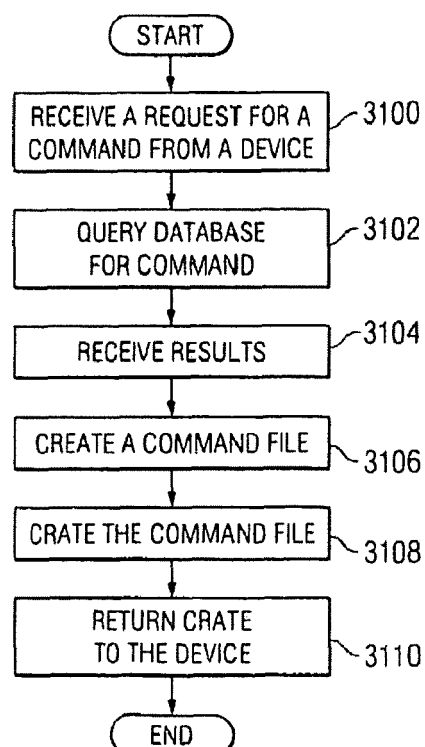 START
RECEIVE A REQUEST FOR A
COMMAND FROM A DEVICE
3100
QUERY DATABASE
FOR COMMAND
3102
RECEIVE RESULTS
3104
CREATE A COMMAND FILE
3106
CRATE THE COMMAND FILE
3108
RETURN CRATE
TO THE DEVICE
3110
END